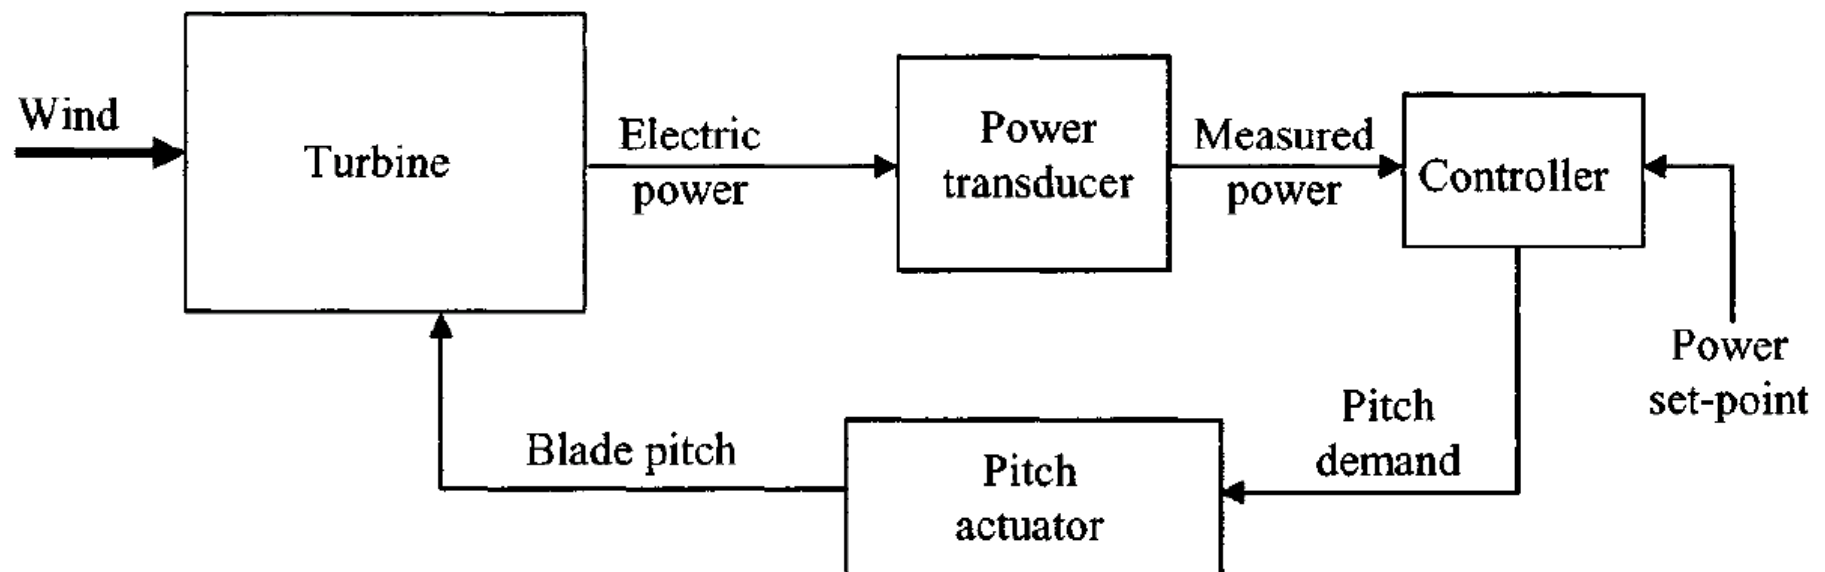 Wind
Turbine
Electric
power
Power
transducer
Measured
power
Controller
Power
set-point
Pitch
demand
Pitch
actuator
Blade pitch